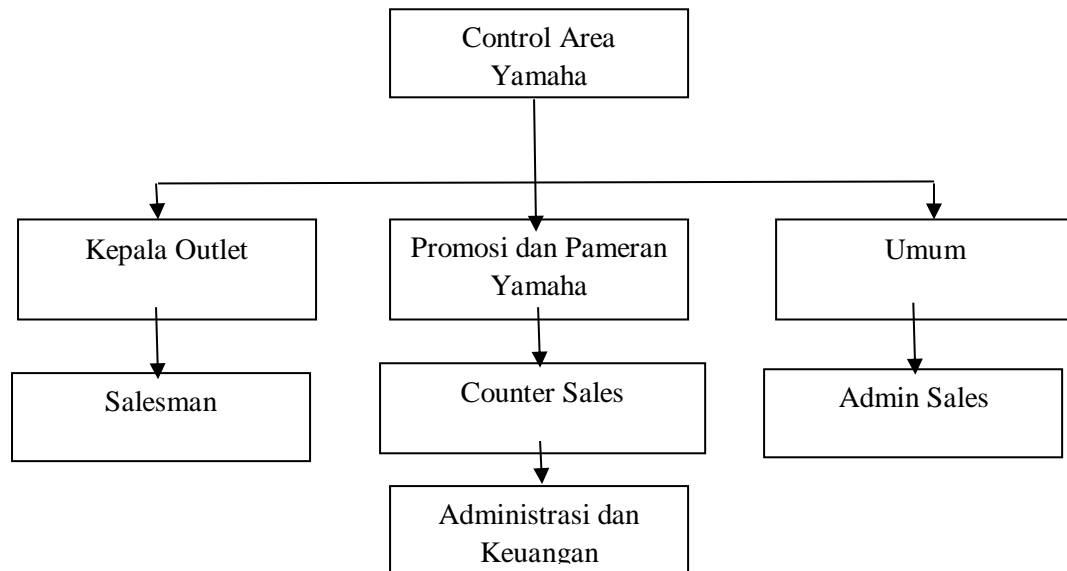 Control Area
Yamaha
Kepala Outlet
Promosi dan Pameran
Yamaha
Umum
Salesman
Counter Sales
Admin Sales
Administrasi dan
Keuangan